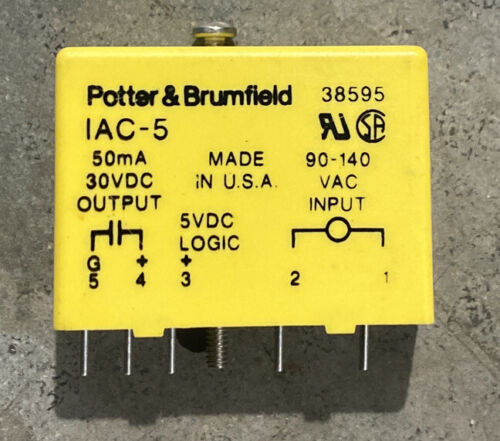 Potter & Brumfield 38595
IAC-5
50mA MADE 90-140
30VDC IN U.S.A. VAC
OUTPUT INPUT
5VDC
LOGIC
G + +
5 4 3 2 1